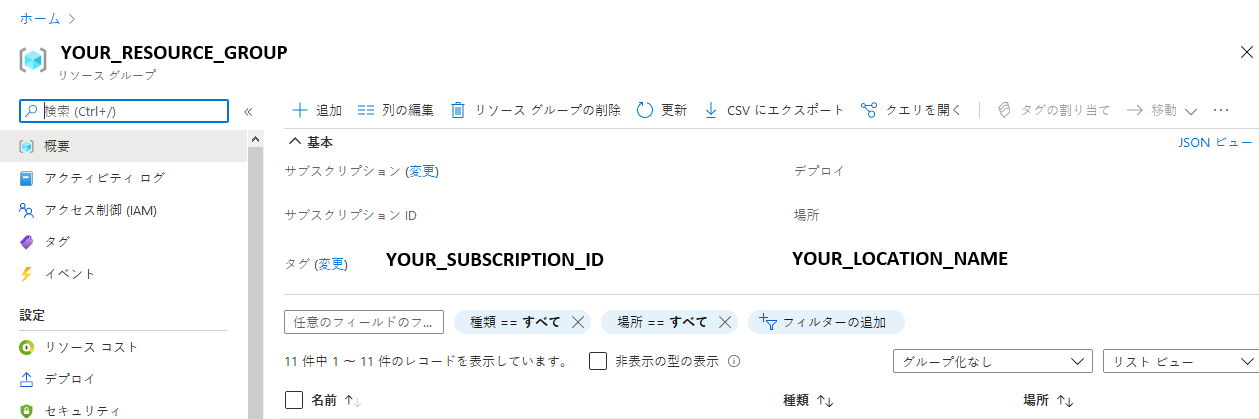 ホーム
YOUR_RESOURCE_GROUP
リソース グループ
検索 (Ctrl+/)
概要
アクティビティ ログ
アクセス制御 (IAM)
タグ
イベント
設定
リソース コスト
デプロイ
セキュリティ
追加 列の編集 リソース グループの削除 更新 CSV にエクスポート クエリを開く タグの割り当て 移動 ···
基本 JSON ビュー
サブスクリプション (変更) デプロイ
サブスクリプション ID 場所
タグ (変更) YOUR_SUBSCRIPTION_ID YOUR_LOCATION_NAME
任意のフィールドのフ... 種類 == すべて 場所 == すべて フィルターの追加
11 件中 1 ～ 11 件のレコードを表示しています。 非表示の型の表示 グループ化なし リスト ビュー
名前 種類 場所